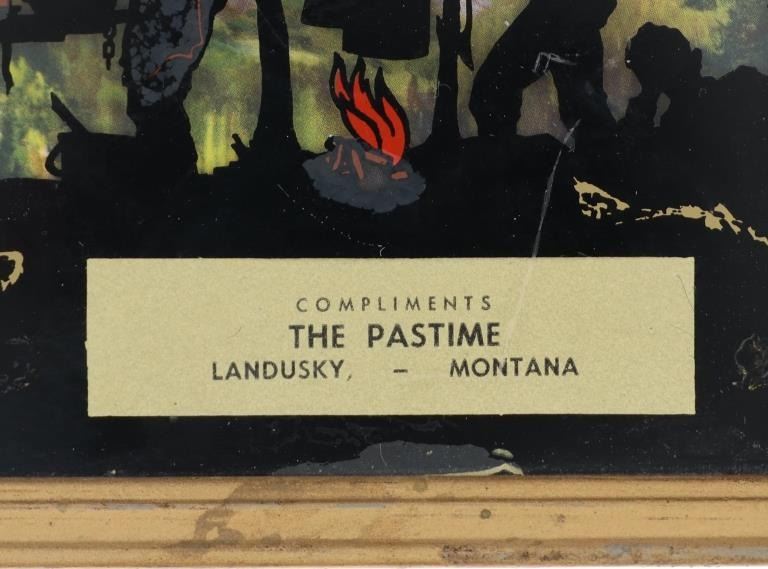 COMPLIMENTS
THE PASTIME
LANDUSKY, - MONTANA